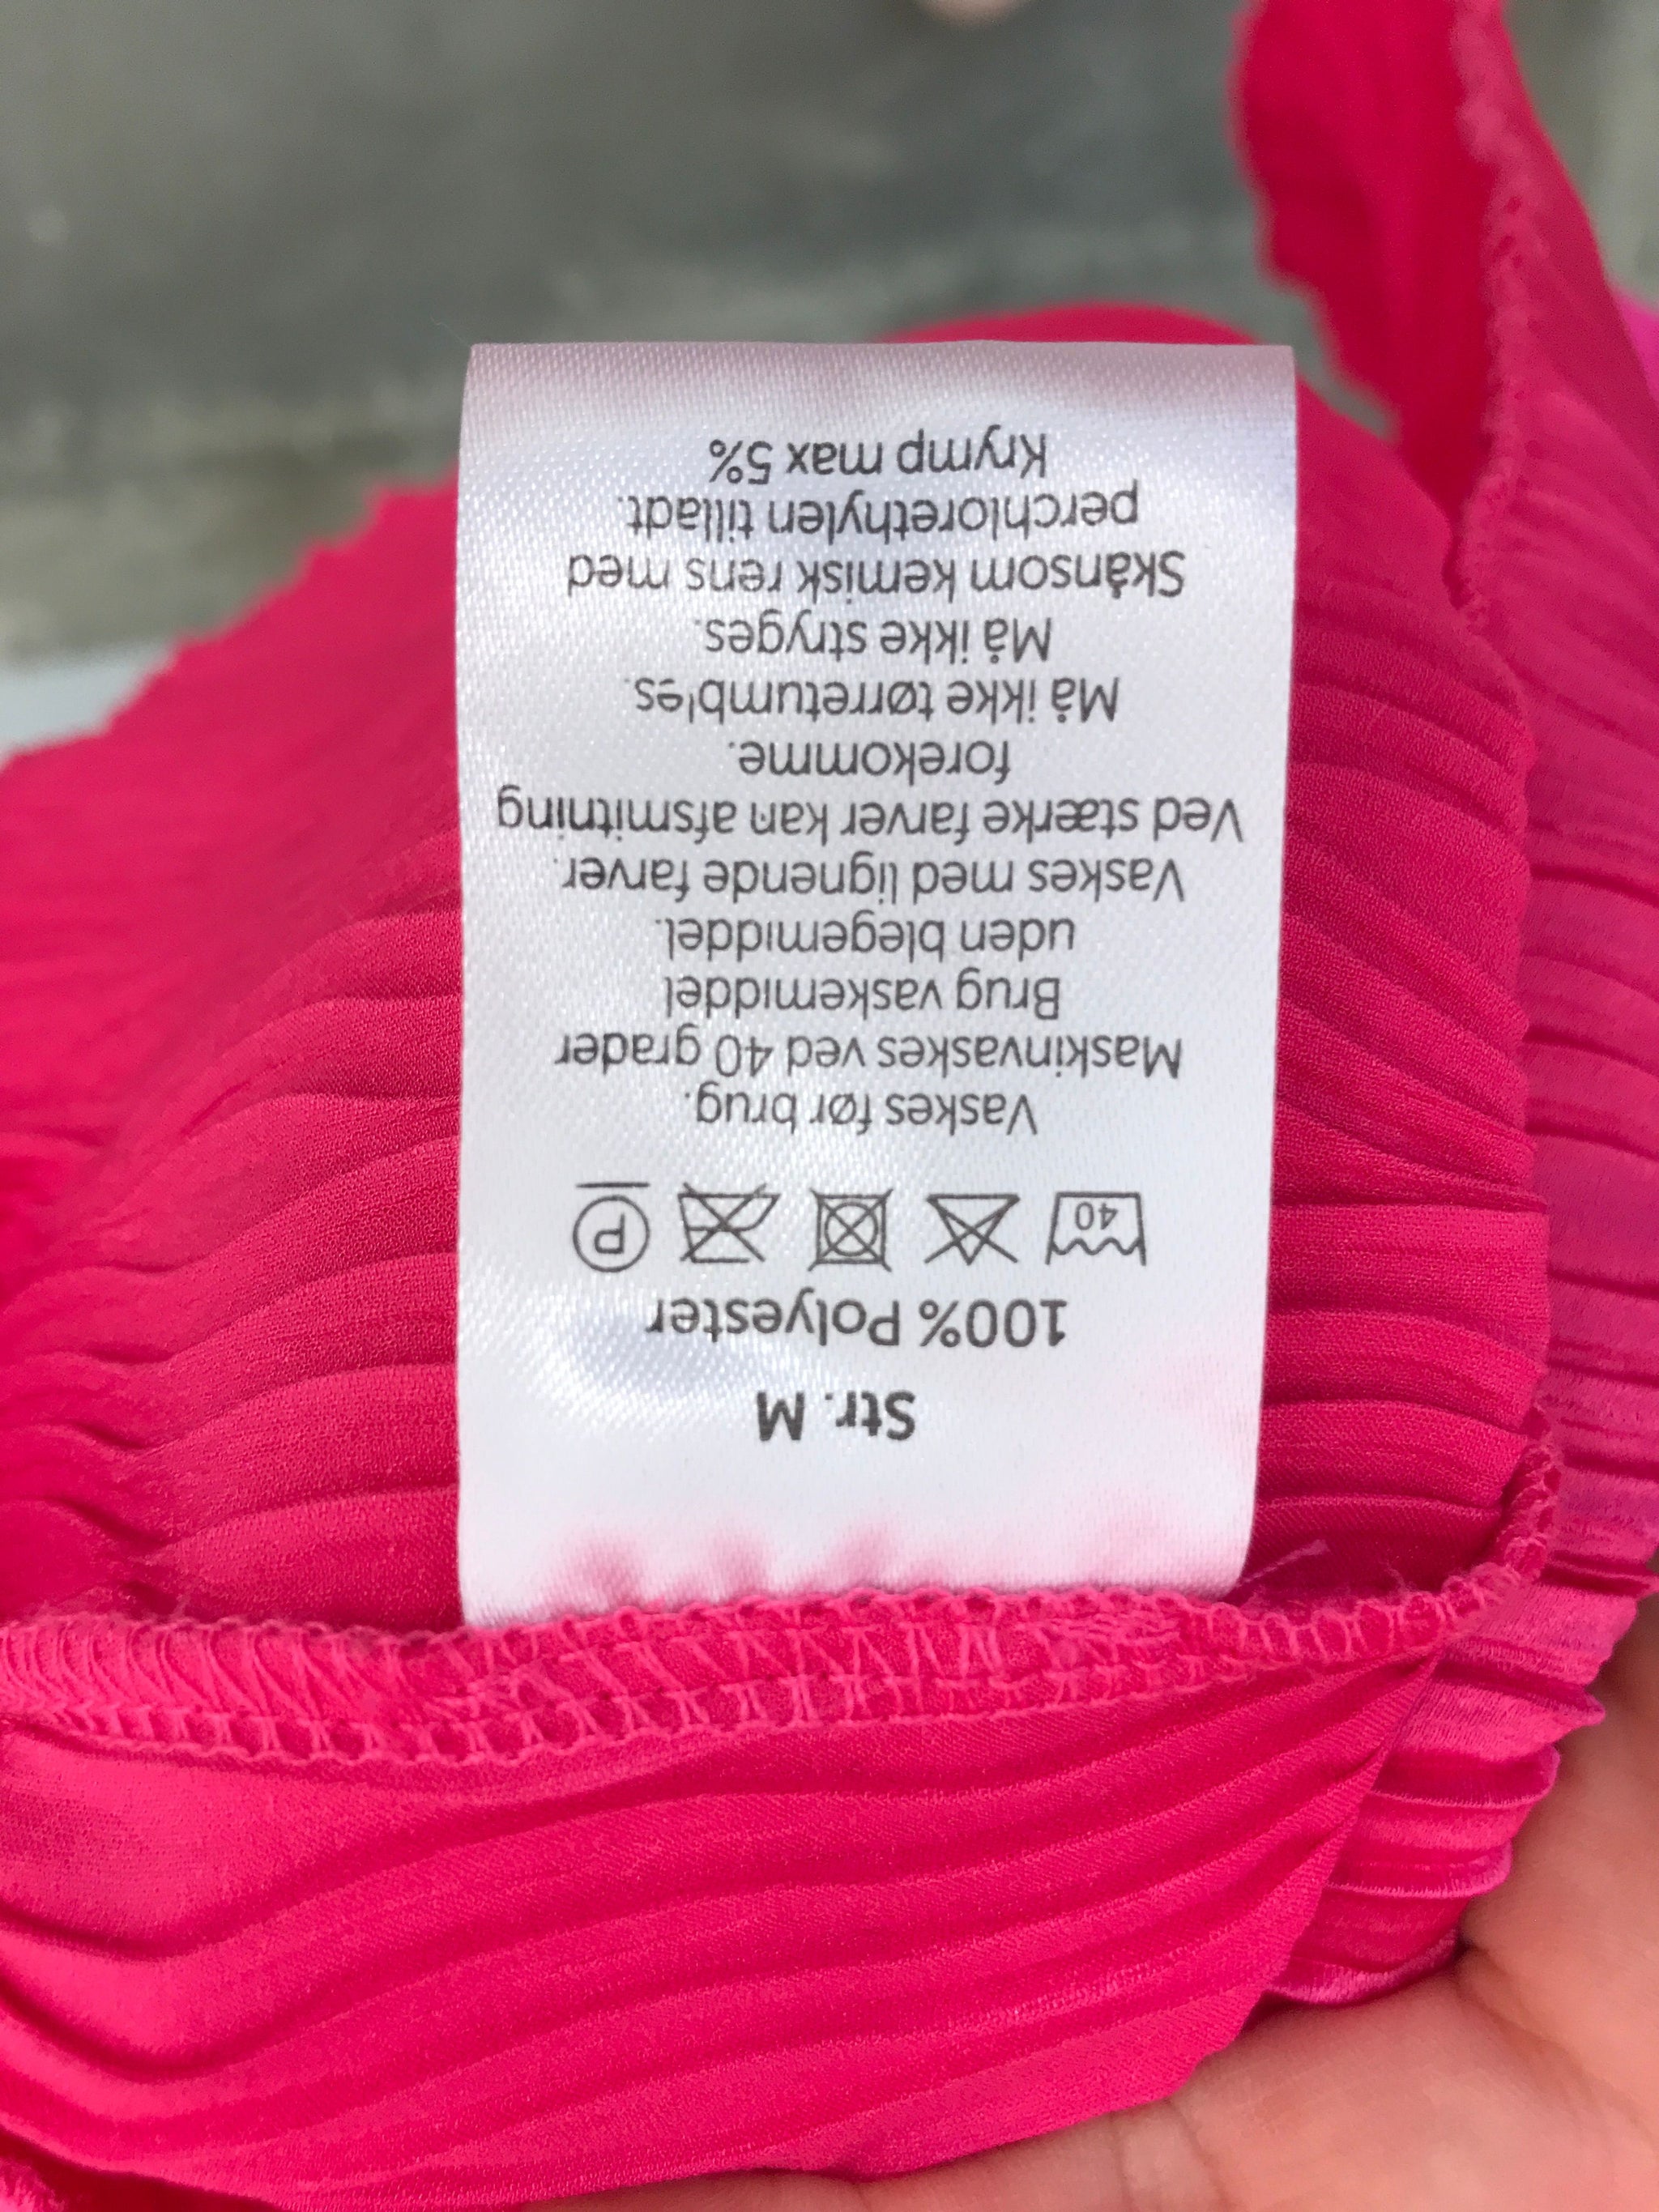 Str. M
100% Polyester
40 P
Vaskes før brug.
Maskinvaskes ved 40 grader
Brug vaskemiddel
uden blegemiddel.
Vaskes med lignende farver.
Ved stærke farver kan afsmitning
forekomme.
Må ikke tørretumbles.
Må ikke stryges.
Skånsom kemisk rens med
perchlorethylen tilladt.
Krymp max 5%